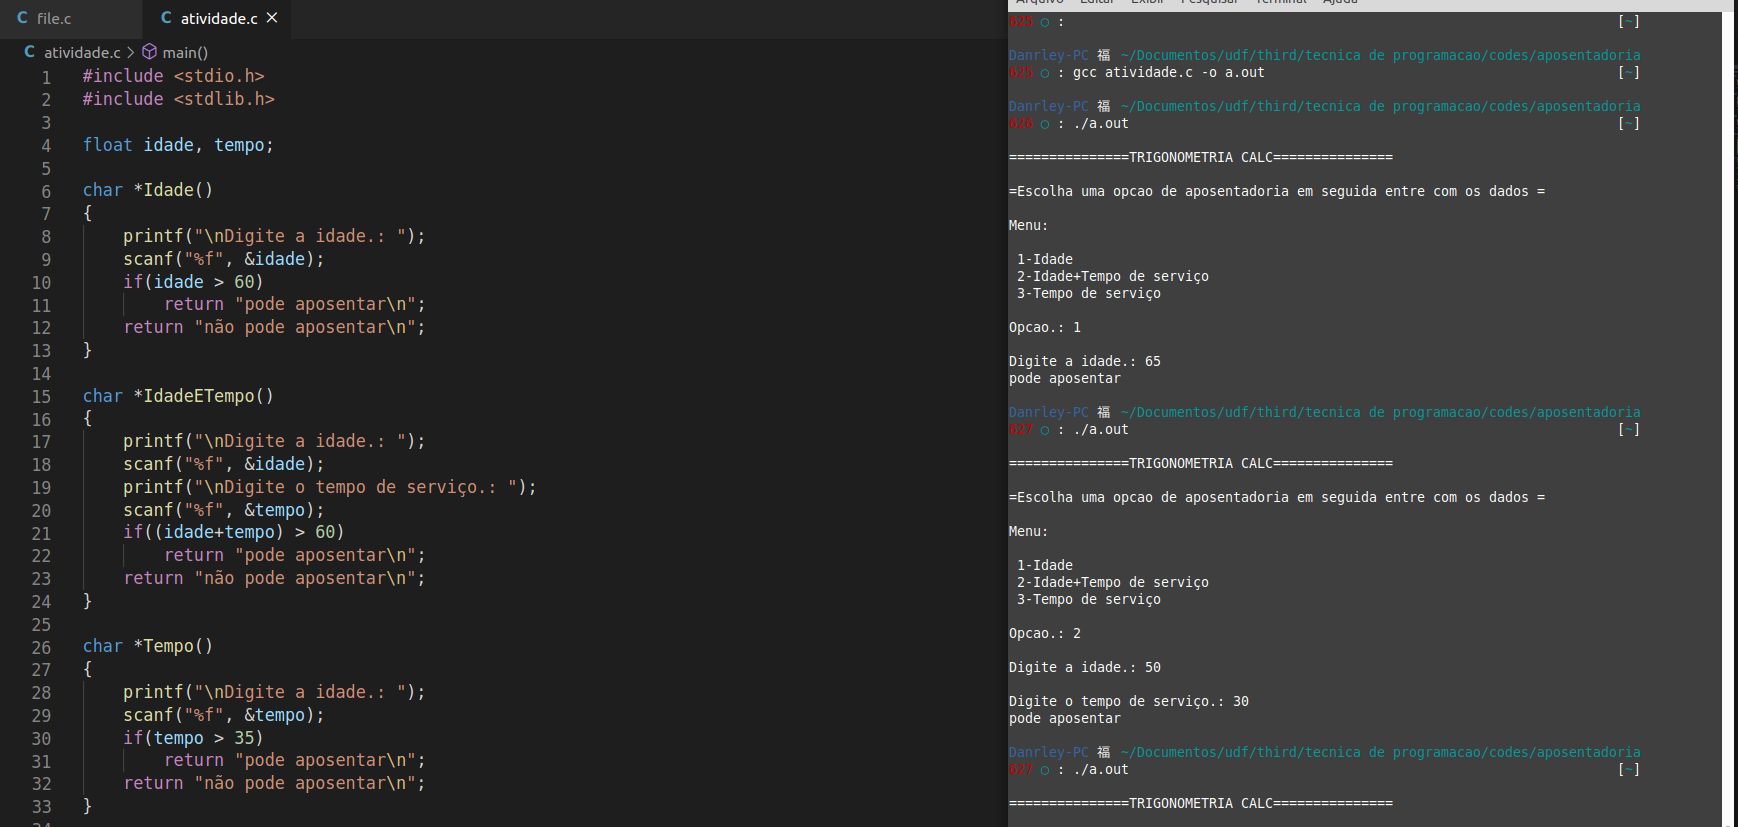 file.c
atividade.c ×
atividade.c > main()
1 #include <stdio.h>
2 #include <stdlib.h>
3
4 float idade, tempo;
5
6 char *Idade()
7 {
8 printf("\nDigite a idade.: ");
9 scanf("%f", &idade);
10 if(idade > 60)
11 return "pode aposentar\n";
12 return "não pode aposentar\n";
13 }
14
15 char *IdadeETempo()
16 {
17 printf("\nDigite a idade.: ");
18 scanf("%f", &idade);
19 printf("\nDigite o tempo de serviço.: ");
20 scanf("%f", &tempo);
21 if((idade+tempo) > 60)
22 return "pode aposentar\n";
23 return "não pode aposentar\n";
24 }
25
26 char *Tempo()
27 {
28 printf("\nDigite a idade.: ");
29 scanf("%f", &tempo);
30 if(tempo > 35)
31 return "pode aposentar\n";
32 return "não pode aposentar\n";
33 }
34
Arquivo Editar Exibir Pesquisar Terminal Ajuda
625 ○ : [~]
Danrley-PC 福 ~/Documentos/udf/third/tecnica de programacao/codes/aposentadoria
625 ○ : gcc atividade.c -o a.out [~]
Danrley-PC 福 ~/Documentos/udf/third/tecnica de programacao/codes/aposentadoria
626 ○ : ./a.out [~]
===============TRIGONOMETRIA CALC===============
=Escolha uma opcao de aposentadoria em seguida entre com os dados =
Menu:
1-Idade
2-Idade+Tempo de serviço
3-Tempo de serviço
Opcao.: 1
Digite a idade.: 65
pode aposentar
Danrley-PC 福 ~/Documentos/udf/third/tecnica de programacao/codes/aposentadoria
627 ○ : ./a.out [~]
===============TRIGONOMETRIA CALC===============
=Escolha uma opcao de aposentadoria em seguida entre com os dados =
Menu:
1-Idade
2-Idade+Tempo de serviço
3-Tempo de serviço
Opcao.: 2
Digite a idade.: 50
Digite o tempo de serviço.: 30
pode aposentar
Danrley-PC 福 ~/Documentos/udf/third/tecnica de programacao/codes/aposentadoria
627 ○ : ./a.out [~]
===============TRIGONOMETRIA CALC===============